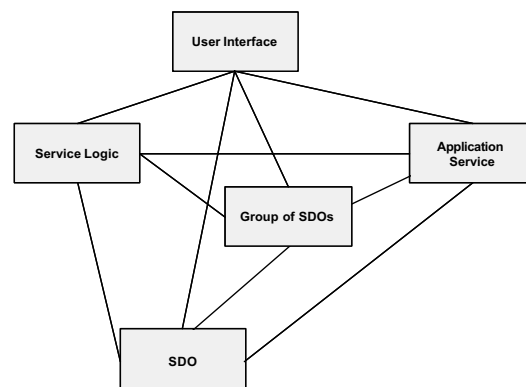 User Interface
Service Logic
Application
Service
Group of SDOs
SDO